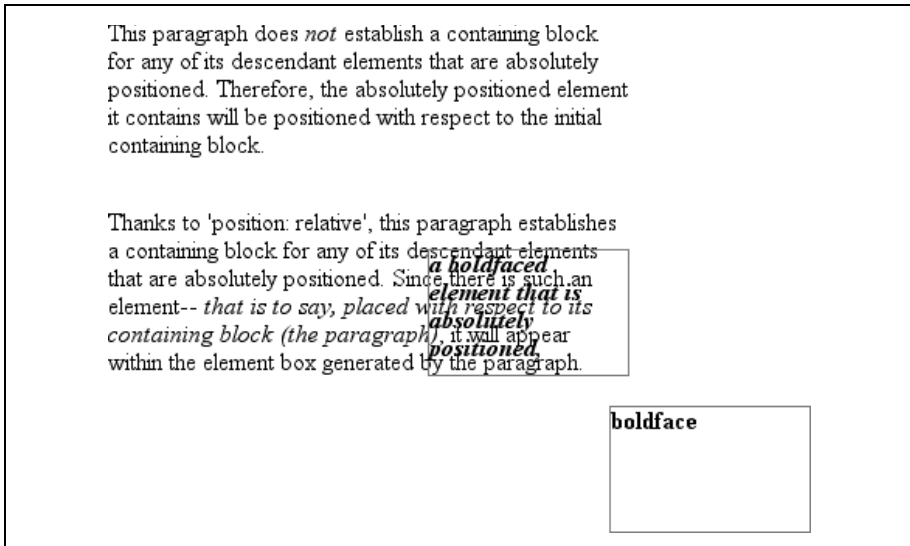 This paragraph does not establish a containing block
for any of its descendant elements that are absolutely
positioned. Therefore, the absolutely positioned element
it contains will be positioned with respect to the initial
containing block.
Thanks to 'position: relative', this paragraph establishes
a containing block for any of its descendant elements
that are absolutely positioned. Since there is such an
element-- that is to say, placed with respect to its
containing block (the paragraph), it will appear
within the element box generated by the paragraph.
a boldfaced
element that is
absolutely
positioned,
boldface